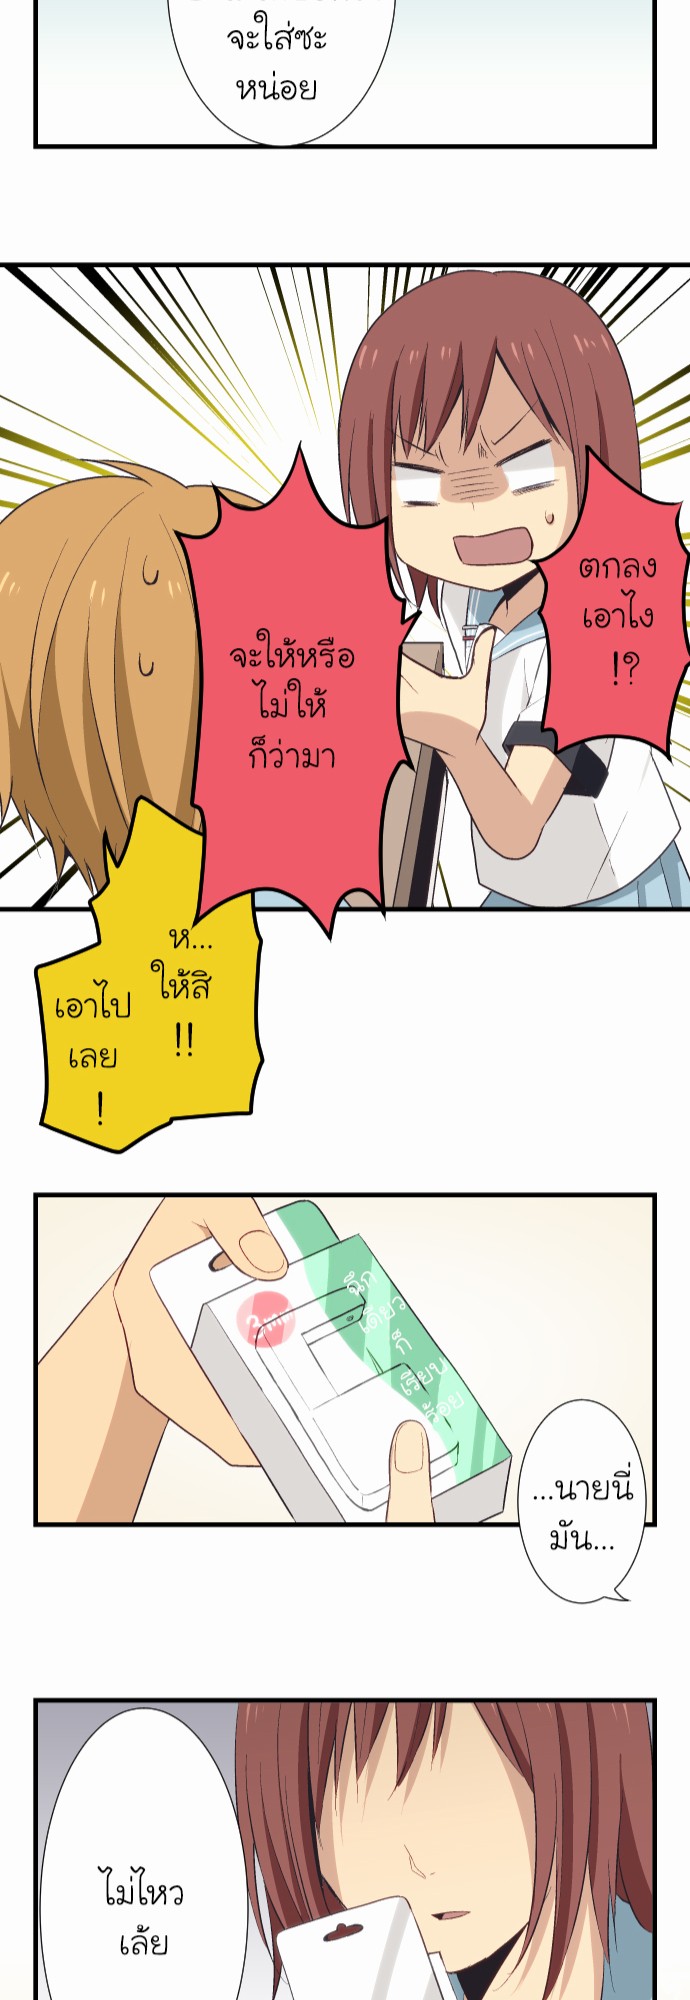 จะใส่ซะ
หน่อย
ตกลง
เอาไง
!?
จะให้หรือ
ไม่ให้
ก็ว่ามา
ห...
ให้สิ
!!
เอาไป
เลย
!
ฉึก
เดียว
ก็
เรียบ
ร้อย
...นายนี่
มัน...
ไม่ไหว
เล้ย